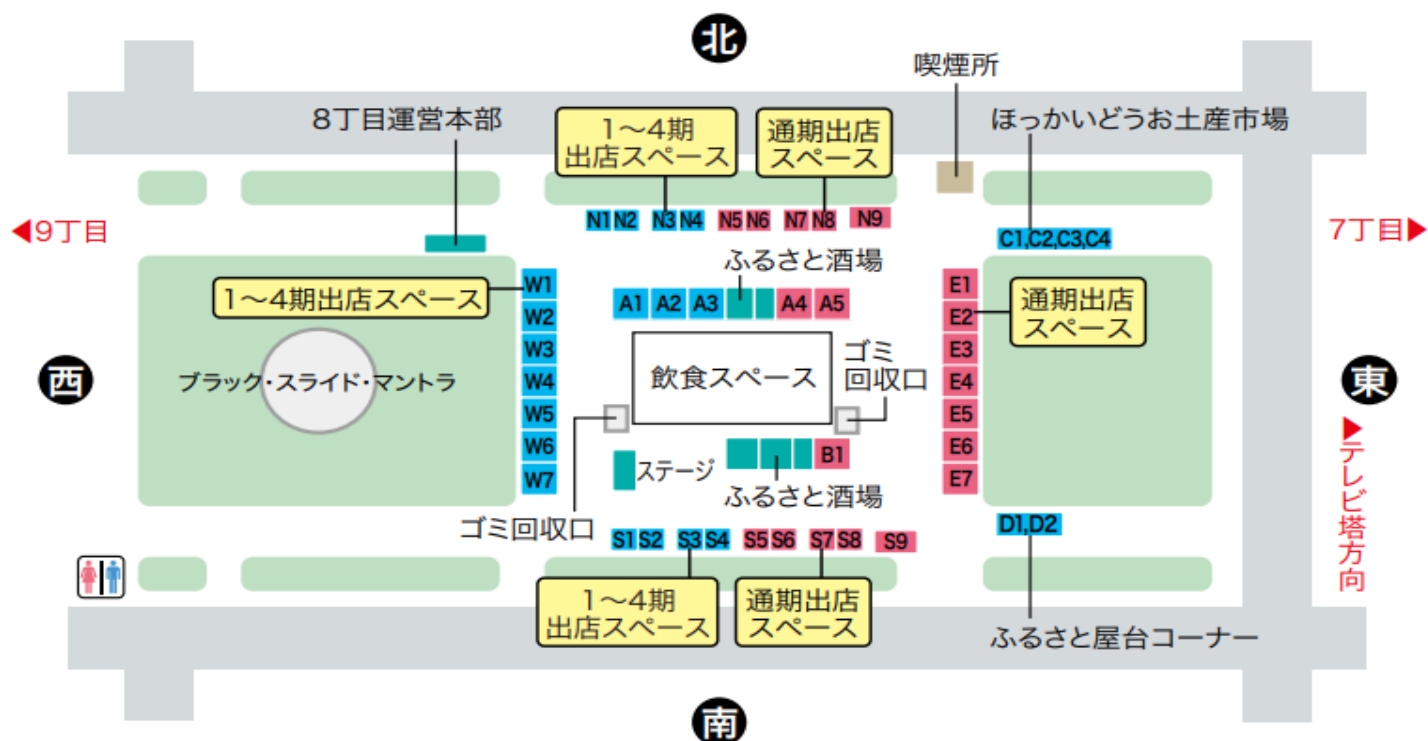 北
喫煙所
8丁目運営本部
1〜4期
出店スペース
通期出店
スペース
ほっかいどうお土産市場
N1 N2 N3 N4 N5 N6 N7 N8 N9
◀9丁目
7丁目▶
C1,C2,C3,C4
ふるさと酒場
1〜4期出店スペース
W1
W2
W3
W4
W5
W6
W7
A1 A2 A3 A4 A5
E1
E2
E3
E4
E5
E6
E7
通期出店
スペース
西
ブラック・スライド・マントラ
飲食スペース
ゴミ
回収口
東
▶テレビ塔方向
ステージ
B1
ふるさと酒場
ゴミ回収口
S1 S2 S3 S4 S5 S6 S7 S8 S9
D1,D2
1〜4期
出店スペース
通期出店
スペース
ふるさと屋台コーナー
南